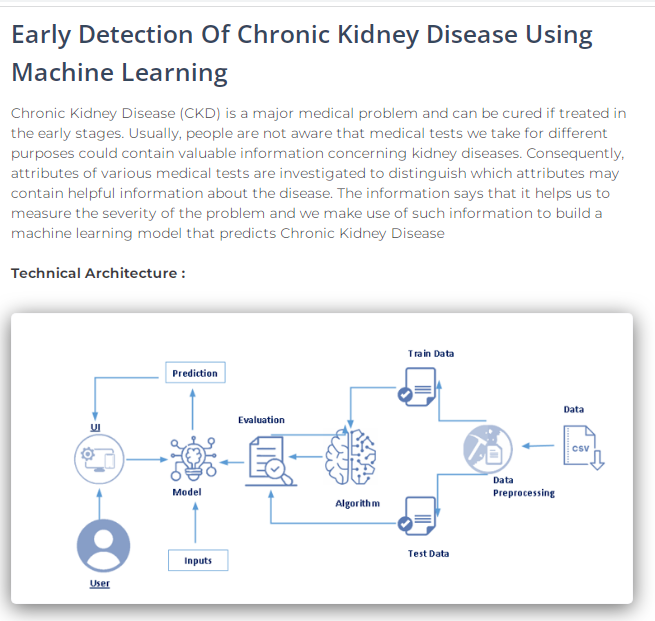 Early Detection Of Chronic Kidney Disease Using
Machine Learning
Chronic Kidney Disease (CKD) is a major medical problem and can be cured if treated in
the early stages. Usually, people are not aware that medical tests we take for different
purposes could contain valuable information concerning kidney diseases. Consequently,
attributes of various medical tests are investigated to distinguish which attributes may
contain helpful information about the disease. The information says that it helps us to
measure the severity of the problem and we make use of such information to build a
machine learning model that predicts Chronic Kidney Disease
Technical Architecture :
Train Data
Prediction
Data
Evaluation
UI
CSV
Data
Preprocessing
Model
Algorithm
Test Data
Inputs
User